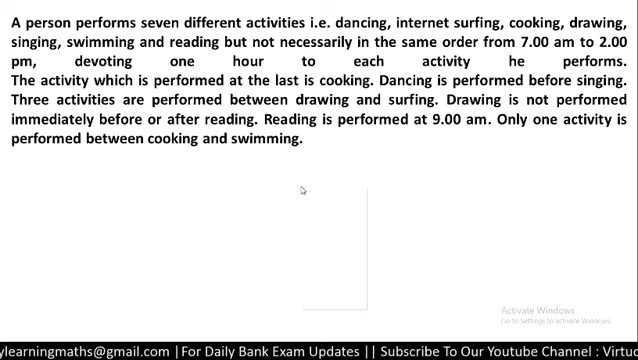 A person performs seven different activities i.e. dancing, internet surfing, cooking, drawing,
singing, swimming and reading but not necessarily in the same order from 7.00 am to 2.00
pm, devoting one hour to each activity he performs.
The activity which is performed at the last is cooking. Dancing is performed before singing.
Three activities are performed between drawing and surfing. Drawing is not performed
immediately before or after reading. Reading is performed at 9.00 am. Only one activity is
performed between cooking and swimming.
Activate Windows
Go to Settings to activate Windows.
ylearningmaths@gmail.com |For Daily Bank Exam Updates || Subscribe To Our Youtube Channel : Virtuo